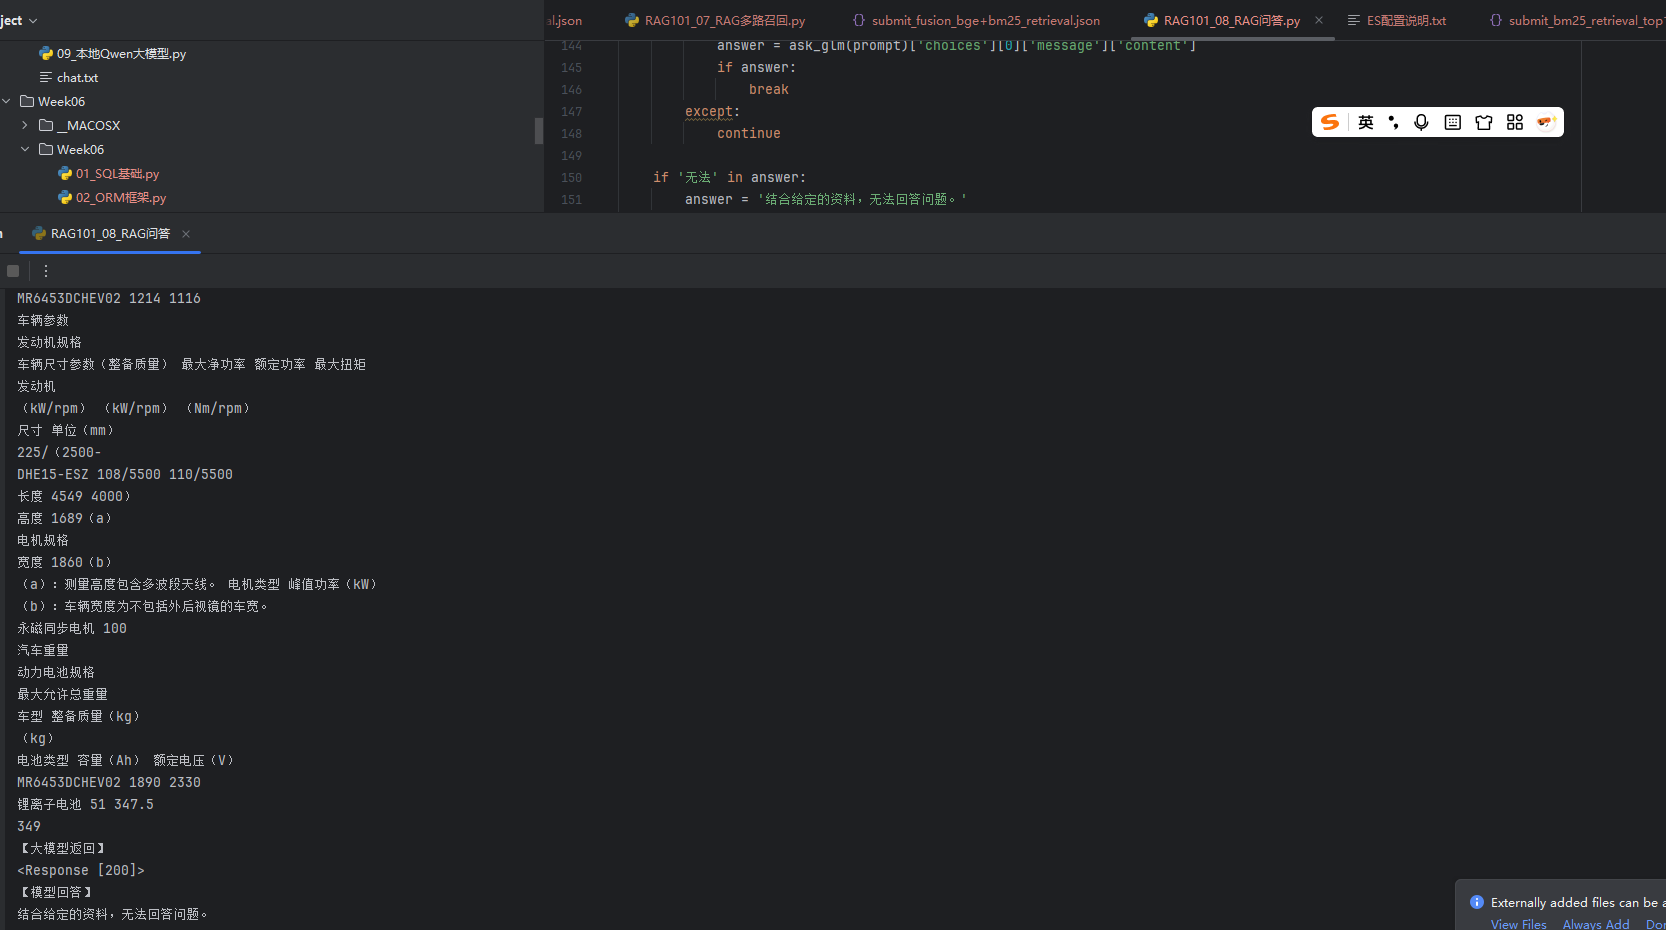 ject
al.json
RAG101_07_RAG多路召回.py
submit_fusion_bge+bm25_retrieval.json
RAG101_08_RAG问答.py
ES配置说明.txt
submit_bm25_retrieval_top
09_本地Qwen大模型.py
chat.txt
Week06
__MACOSX
Week06
01_SQL基础.py
02_ORM框架.py
144 answer = ask_glm(prompt)['choices'][0]['message']['content']
145 if answer:
146 break
147 except:
148 continue
149
150 if '无法' in answer:
151 answer = '结合给定的资料，无法回答问题。'
英
RAG101_08_RAG问答
MR6453DCHEV02 1214 1116
车辆参数
发动机规格
车辆尺寸参数（整备质量） 最大净功率 额定功率 最大扭矩
发动机
（kW/rpm） （kW/rpm） （Nm/rpm）
尺寸 单位（mm）
225/（2500-
DHE15-ESZ 108/5500 110/5500
长度 4549 4000）
高度 1689（a）
电机规格
宽度 1860（b）
（a）：测量高度包含多波段天线。 电机类型 峰值功率（kW）
（b）：车辆宽度为不包括外后视镜的车宽。
永磁同步电机 100
汽车重量
动力电池规格
最大允许总重量
车型 整备质量（kg）
（kg）
电池类型 容量（Ah） 额定电压（V）
MR6453DCHEV02 1890 2330
锂离子电池 51 347.5
349
【大模型返回】
<Response [200]>
【模型回答】
结合给定的资料，无法回答问题。
Externally added files can be a
View Files Always Add Don